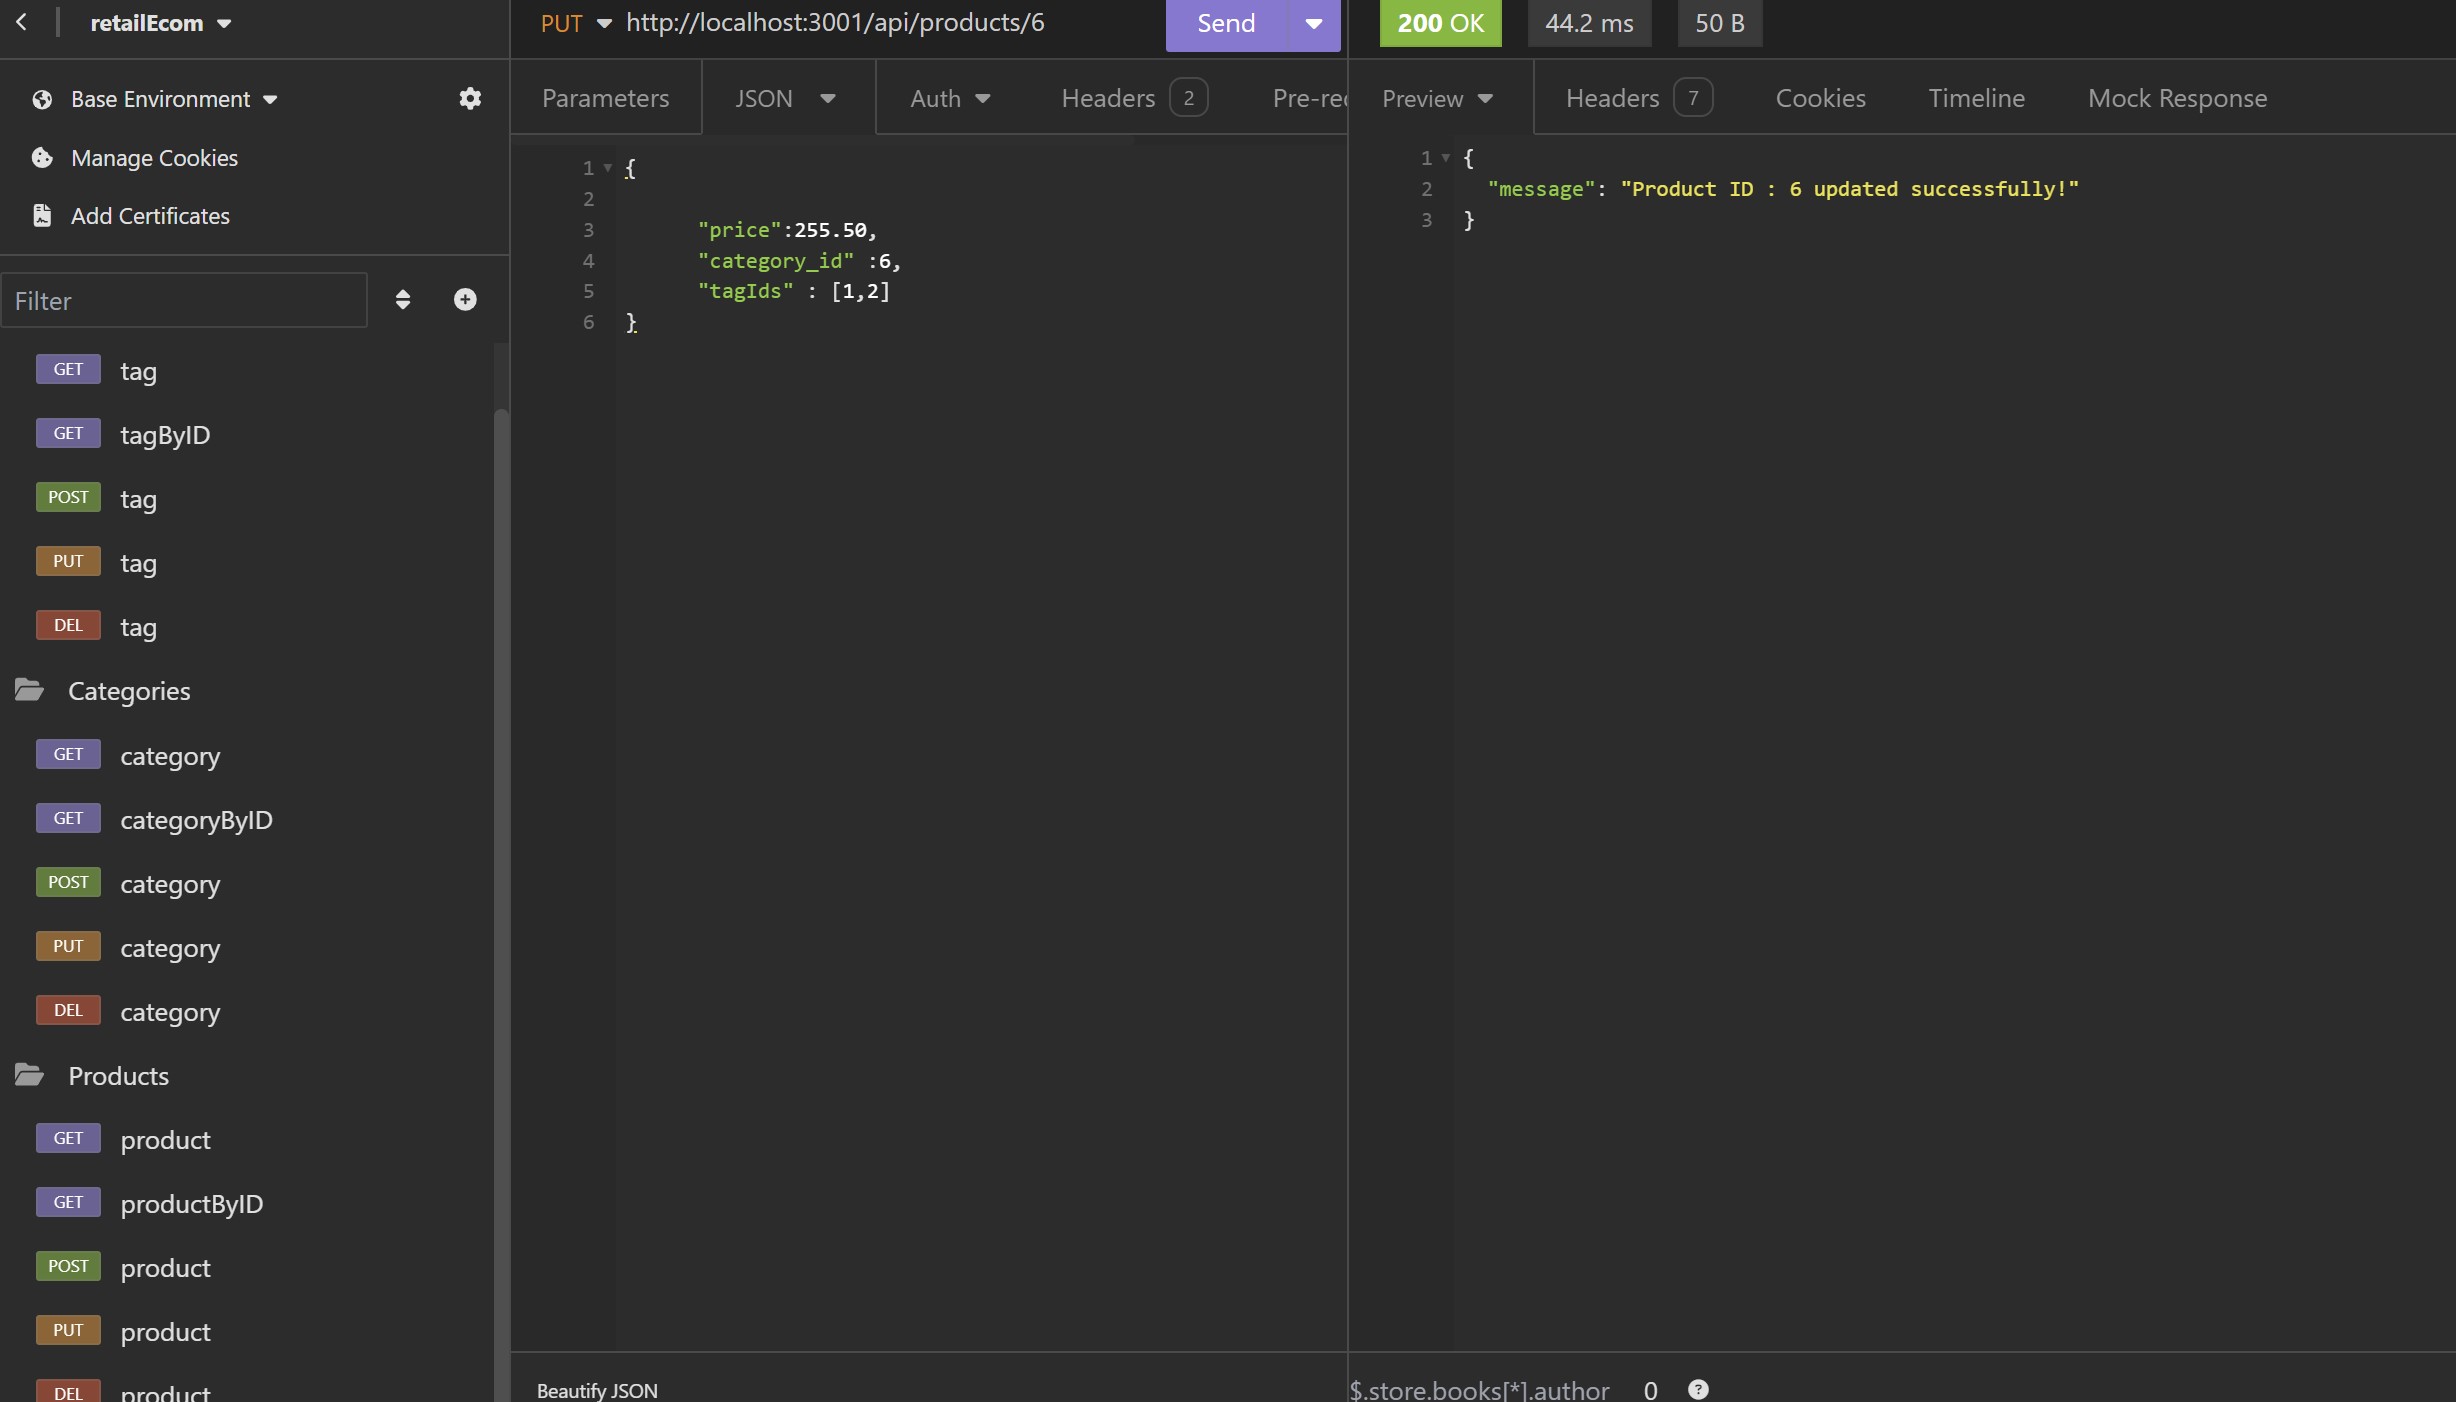 retailEcom
Base Environment
Manage Cookies
Add Certificates
Filter
GET tag
GET tagByID
POST tag
PUT tag
DEL tag
Categories
GET category
GET categoryByID
POST category
PUT category
DEL category
Products
GET product
GET productByID
POST product
PUT product
DEL product
PUT http://localhost:3001/api/products/6 Send
Parameters JSON Auth Headers 2 Pre-req
1 {
2
3 "price":255.50,
4 "category_id" :6,
5 "tagIds" : [1,2]
6 }
Beautify JSON
200 OK 44.2 ms 50 B
Preview Headers 7 Cookies Timeline Mock Response
1 {
2 "message": "Product ID : 6 updated successfully!"
3 }
$.store.books[*].author 0 ?